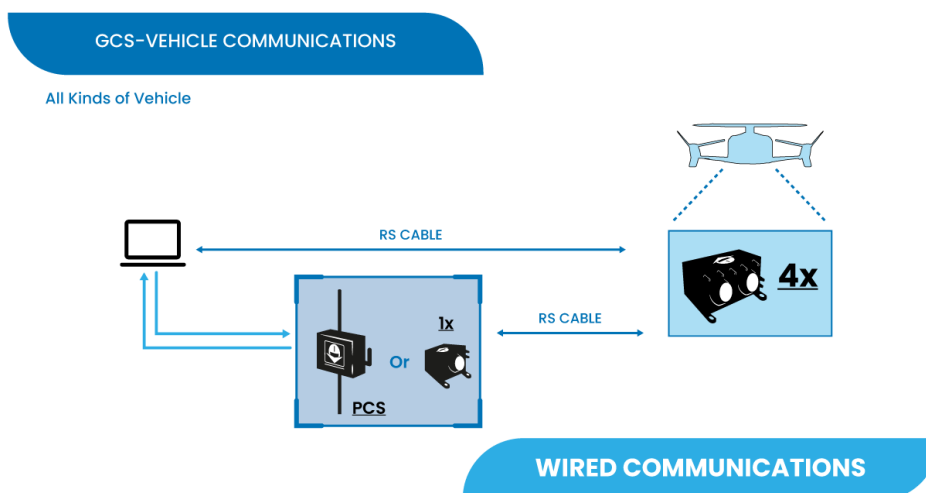 GCS-VEHICLE COMMUNICATIONS
All Kinds of Vehicle
RS CABLE
4x
RS CABLE
1x
Or
PCS
WIRED COMMUNICATIONS